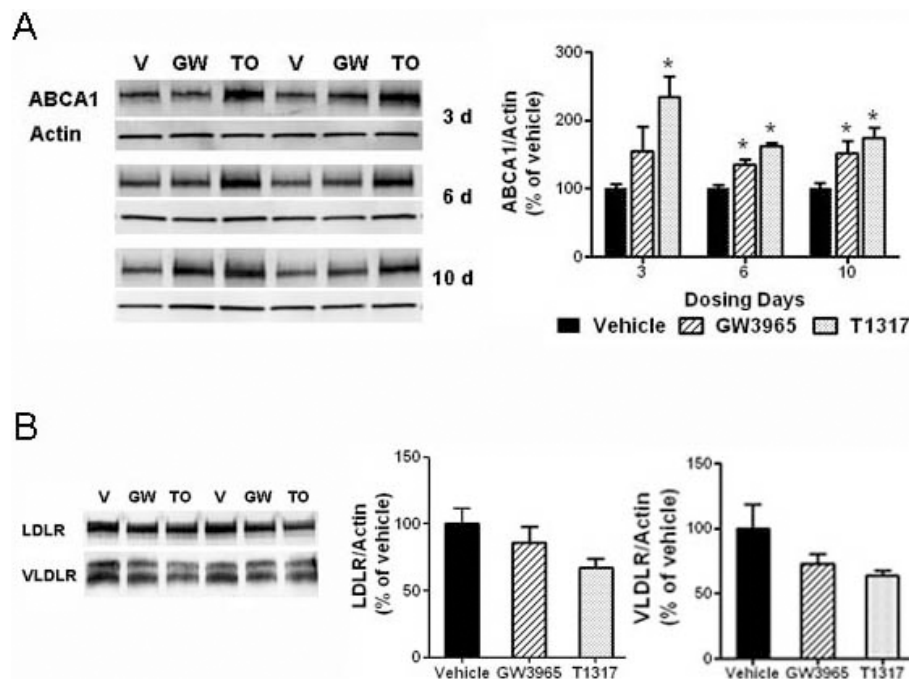 A
V GW TO V GW TO
ABCA1
Actin
3 d
6 d
10 d
ABCA1/Actin
(% of vehicle)
300
200
100
0
* * * * *
3 6 10
Dosing Days
Vehicle GW3965 T1317
B
V GW TO V GW TO
LDLR
VLDLR
LDLR/Actin
(% of vehicle)
150
100
50
0
Vehicle GW3965 T1317
VLDLR/Actin
(% of vehicle)
150
100
50
0
Vehicle GW3965 T1317